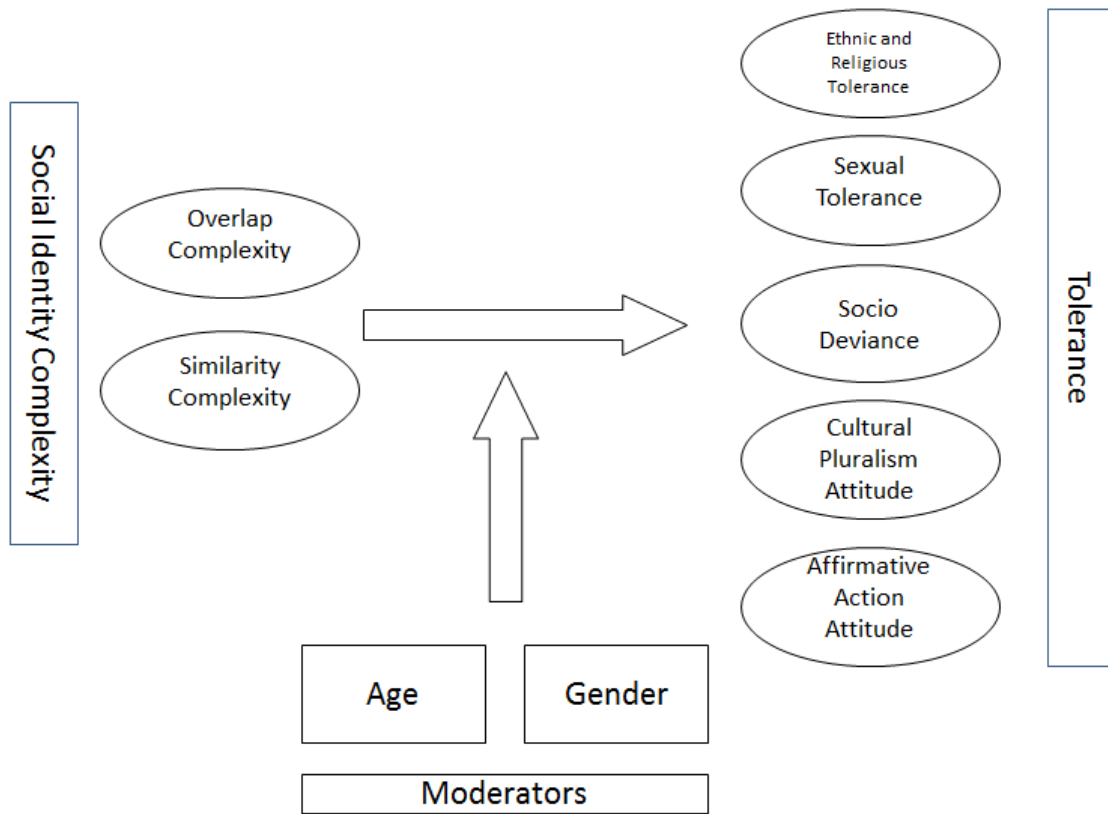 Social Identity Complexity
Overlap
Complexity
Similarity
Complexity
Ethnic and
Religious
Tolerance
Sexual
Tolerance
Socio
Deviance
Cultural
Pluralism
Attitude
Affirmative
Action
Attitude
Tolerance
Age
Gender
Moderators